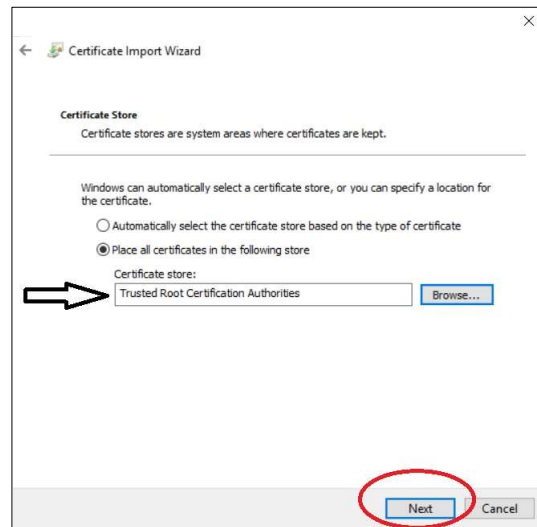 Certificate Import Wizard
Certificate Store
Certificate stores are system areas where certificates are kept.
Windows can automatically select a certificate store, or you can specify a location for
the certificate.
Automatically select the certificate store based on the type of certificate
Place all certificates in the following store
Certificate store:
Trusted Root Certification Authorities
Browse...
Next
Cancel